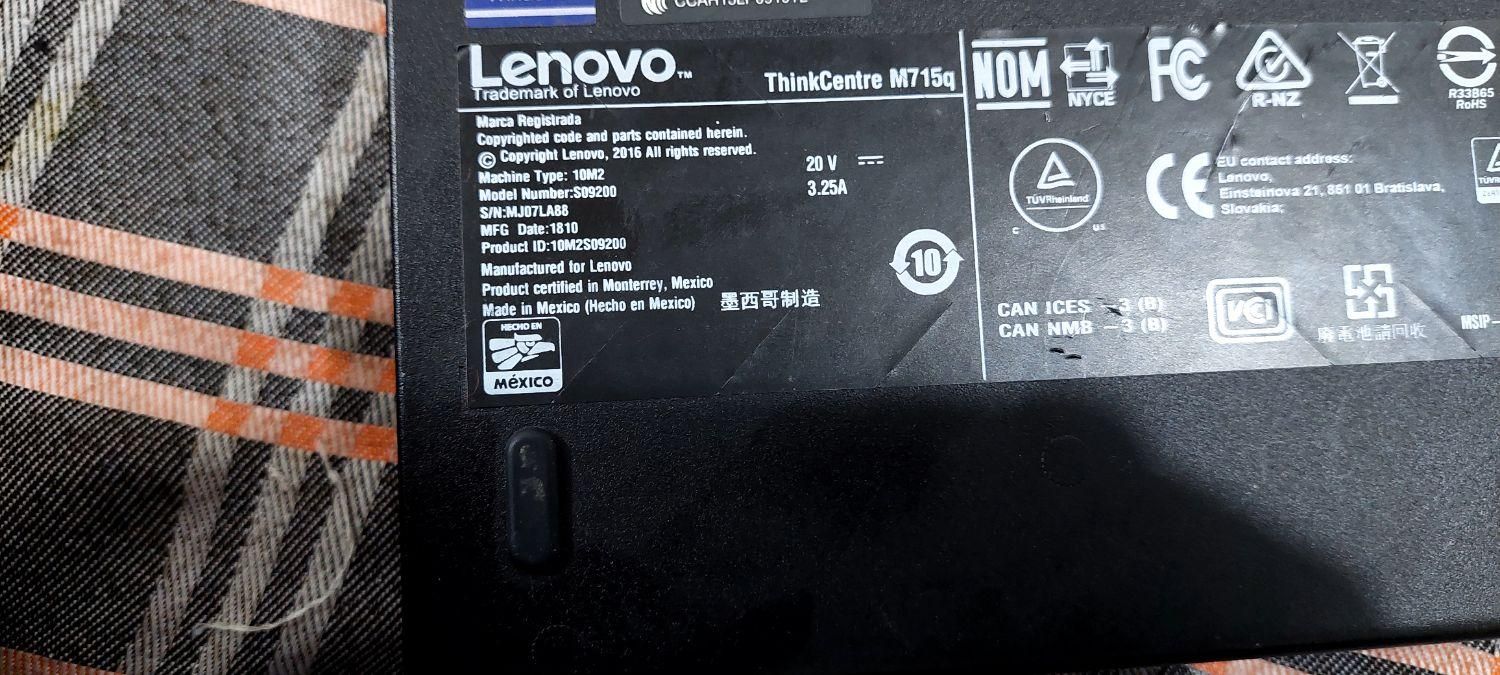 Lenovo™
Trademark of Lenovo
ThinkCentre M715q
Marca Registrada
Copyrighted code and parts contained herein.
© Copyright Lenovo, 2016 All rights reserved.
Machine Type: 10M2
Model Number:S09200
S/N:MJ07LA88
MFG Date:1810
Product ID:10M2S09200
Manufactured for Lenovo
Product certified in Monterrey, Mexico
Made in Mexico (Hecho en Mexico) 墨西哥制造
HECHO EN
MÉXICO
20 V
3.25A
10
NOM
NYCE
FC
R-NZ
R33B65
RoHS
TÜVRheinland
c us
CE
EU contact address:
Lenovo,
Einsteinova 21, 851 01 Bratislava,
Slovakia;
CAN ICES –3 (B)
CAN NMB –3 (B)
VCI
廢電池請回收
MSIP-